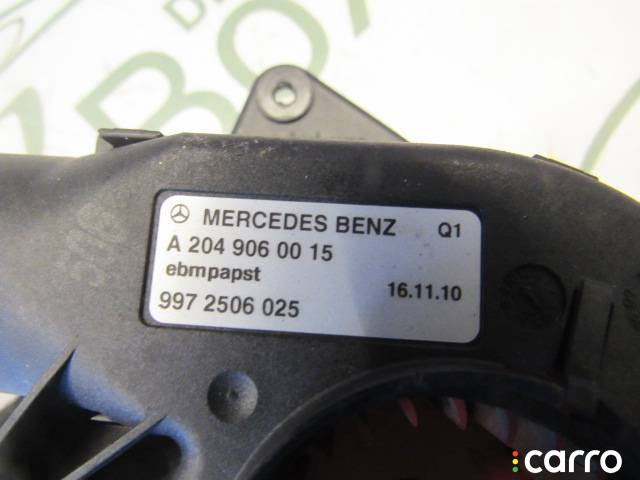 MERCEDES BENZ Q1
A 204 906 00 15
ebmpapst
16.11.10
997 2506 025
carro